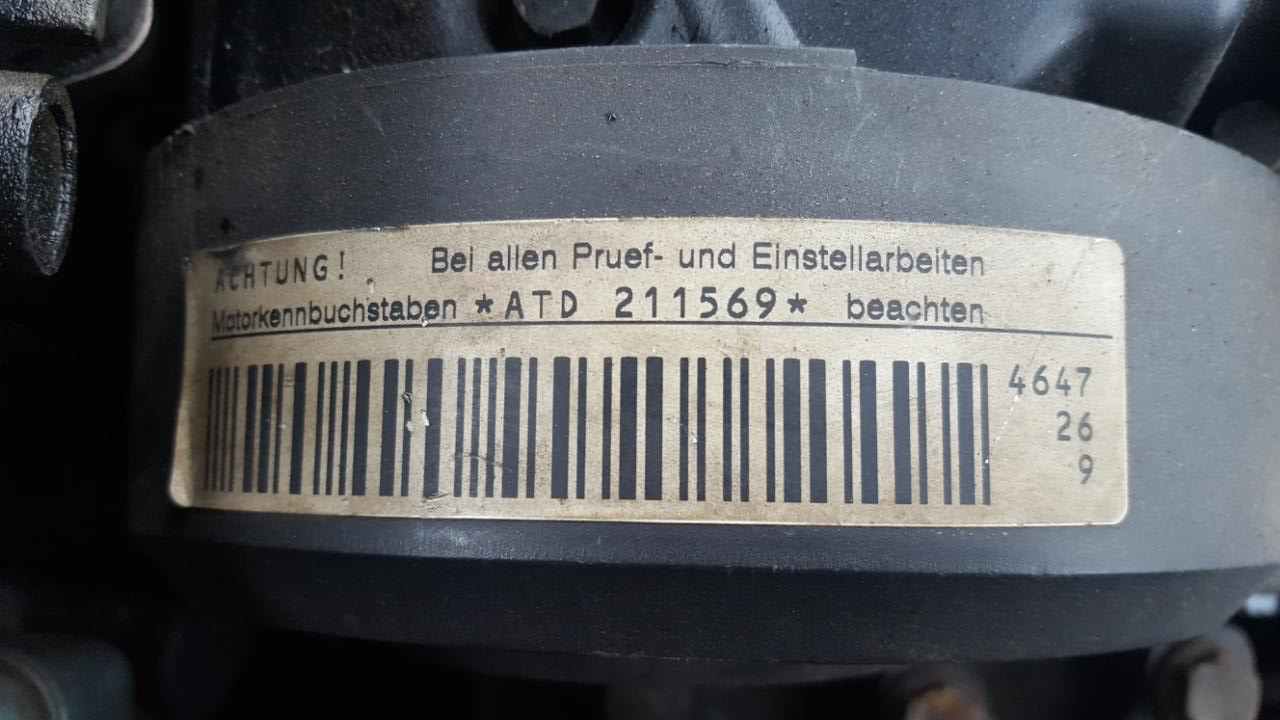 ACHTUNG! Bei allen Pruef- und Einstellarbeiten
Motorkennbuchstaben *ATD 211569* beachten
4647
26
9